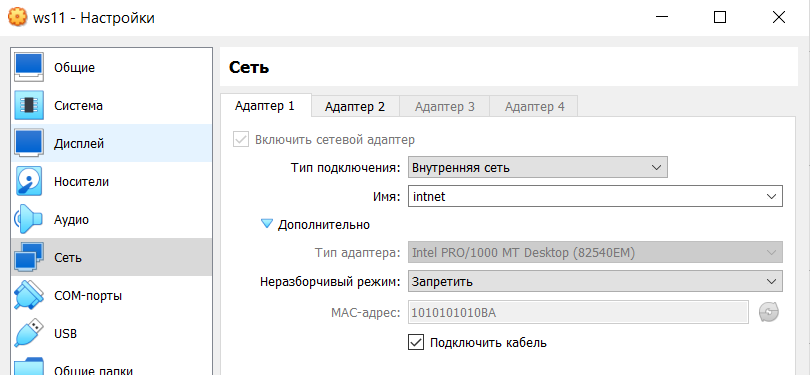 ws11 - Настройки
Общие
Система
Дисплей
Носители
Аудио
Сеть
COM-порты
USB
Общие папки
Сеть
Адаптер 1 Адаптер 2 Адаптер 3 Адаптер 4
Включить сетевой адаптер
Тип подключения: Внутренняя сеть
Имя: intnet
Дополнительно
Тип адаптера: Intel PRO/1000 MT Desktop (82540EM)
Неразборчивый режим: Запретить
MAC-адрес: 1010101010BA
Подключить кабель